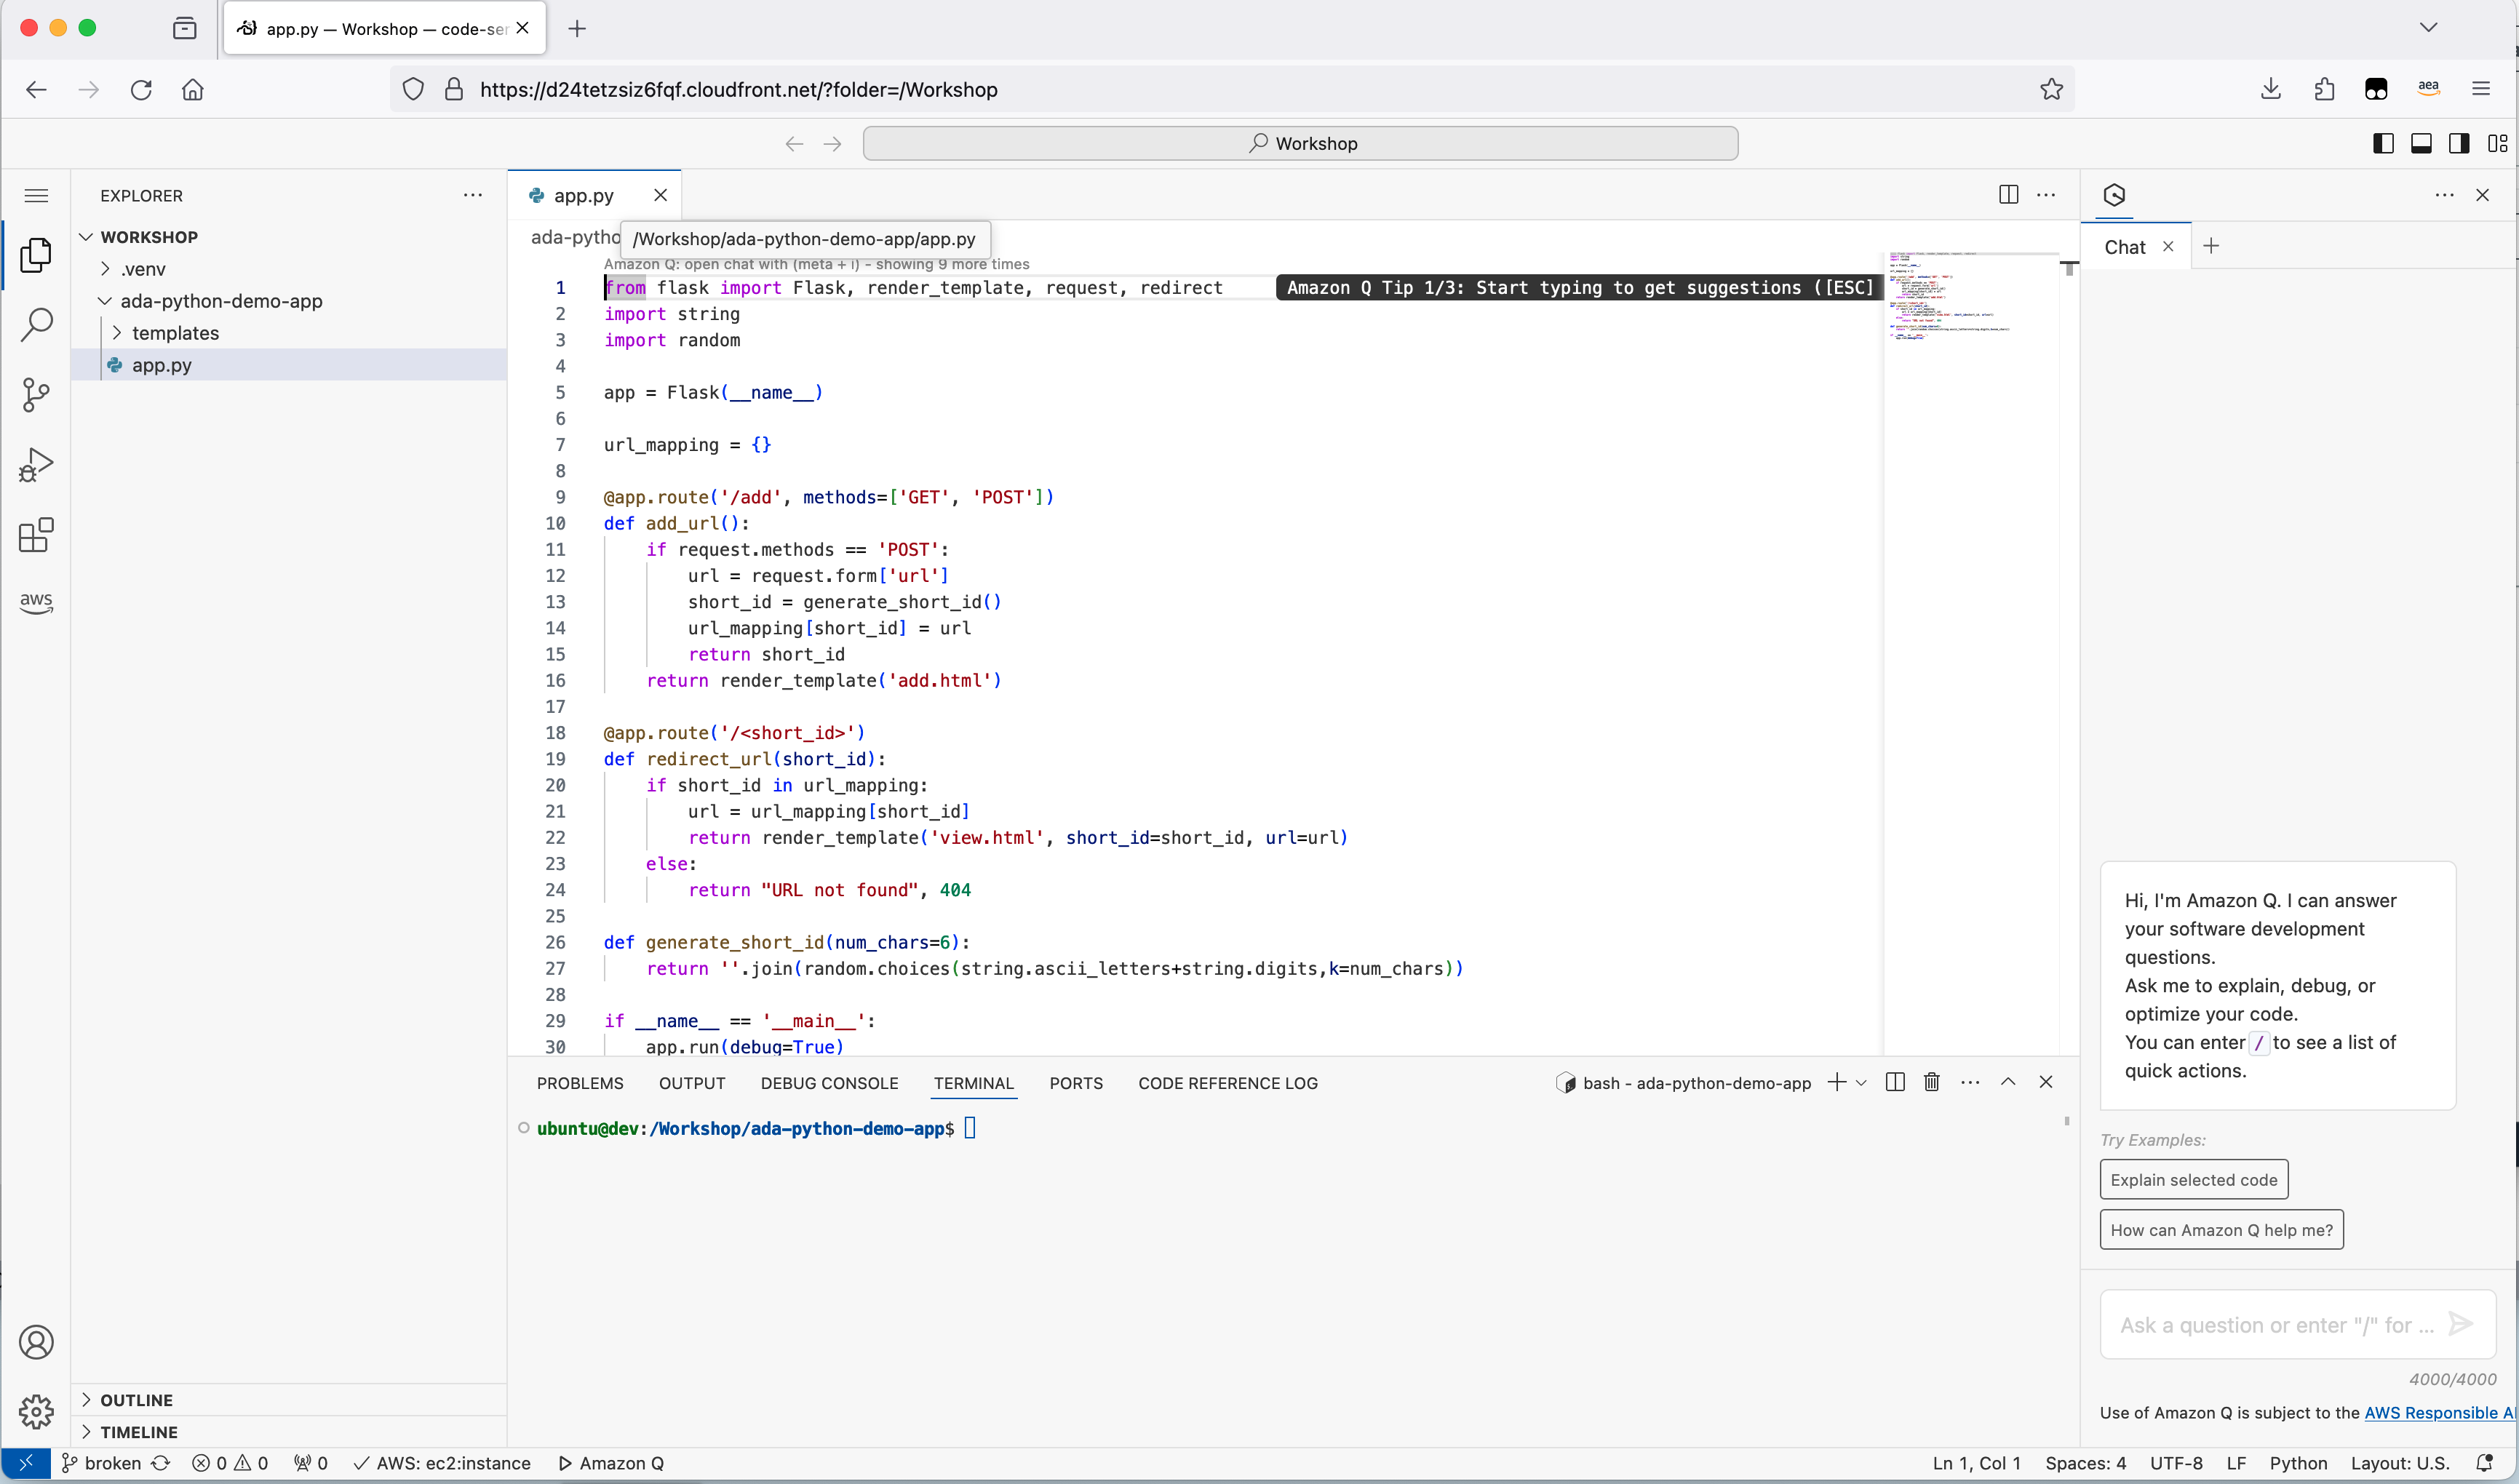 app.py — Workshop — code-ser
https://d24tetzsiz6fqf.cloudfront.net/?folder=/Workshop
aea
Workshop
EXPLORER
WORKSHOP
.venv
ada-python-demo-app
templates
app.py
aws
app.py
ada-pytho
/Workshop/ada-python-demo-app/app.py
Amazon Q: open chat with (meta + i) - showing 9 more times
1 from flask import Flask, render_template, request, redirect
Amazon Q Tip 1/3: Start typing to get suggestions ([ESC]
2 import string
3 import random
4
5 app = Flask(__name__)
6
7 url_mapping = {}
8
9 @app.route('/add', methods=['GET', 'POST'])
10 def add_url():
11     if request.methods == 'POST':
12         url = request.form['url']
13         short_id = generate_short_id()
14         url_mapping[short_id] = url
15         return short_id
16     return render_template('add.html')
17
18 @app.route('/<short_id>')
19 def redirect_url(short_id):
20     if short_id in url_mapping:
21         url = url_mapping[short_id]
22         return render_template('view.html', short_id=short_id, url=url)
23     else:
24         return "URL not found", 404
25
26 def generate_short_id(num_chars=6):
27     return ''.join(random.choices(string.ascii_letters+string.digits,k=num_chars))
28
29 if __name__ == '__main__':
30     app.run(debug=True)
PROBLEMS OUTPUT DEBUG CONSOLE TERMINAL PORTS CODE REFERENCE LOG
bash - ada-python-demo-app
ubuntu@dev:/Workshop/ada-python-demo-app$
Chat
Hi, I'm Amazon Q. I can answer
your software development
questions.
Ask me to explain, debug, or
optimize your code.
You can enter / to see a list of
quick actions.
Try Examples:
Explain selected code
How can Amazon Q help me?
Ask a question or enter "/" for ...
4000/4000
Use of Amazon Q is subject to the AWS Responsible AI
OUTLINE
TIMELINE
broken 0 0 0 AWS: ec2:instance Amazon Q
Ln 1, Col 1 Spaces: 4 UTF-8 LF Python Layout: U.S.